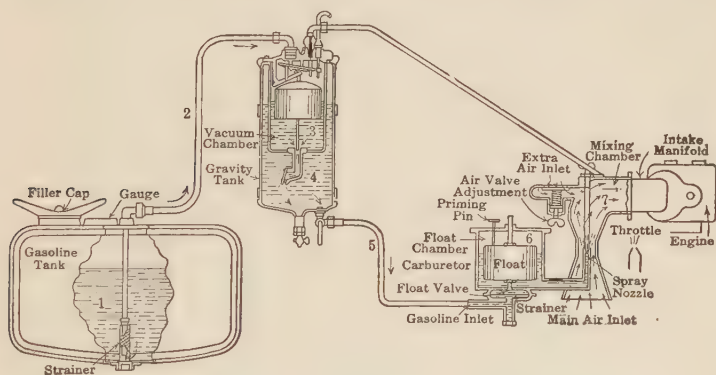 2
Vacuum
Chamber
3
Gravity
Tank
4
Filler Cap
Gauge
Gasoline
Tank
1
Strainer
5
Mixing
Chamber
Intake
Manifold
Extra
Air Inlet
Air Valve
Adjustment
Priming
Pin
Float
Chamber
6
Carburetor
Float
Float Valve
Gasoline Inlet
Strainer
7
Throttle
Engine
Spray
Nozzle
Main Air Inlet